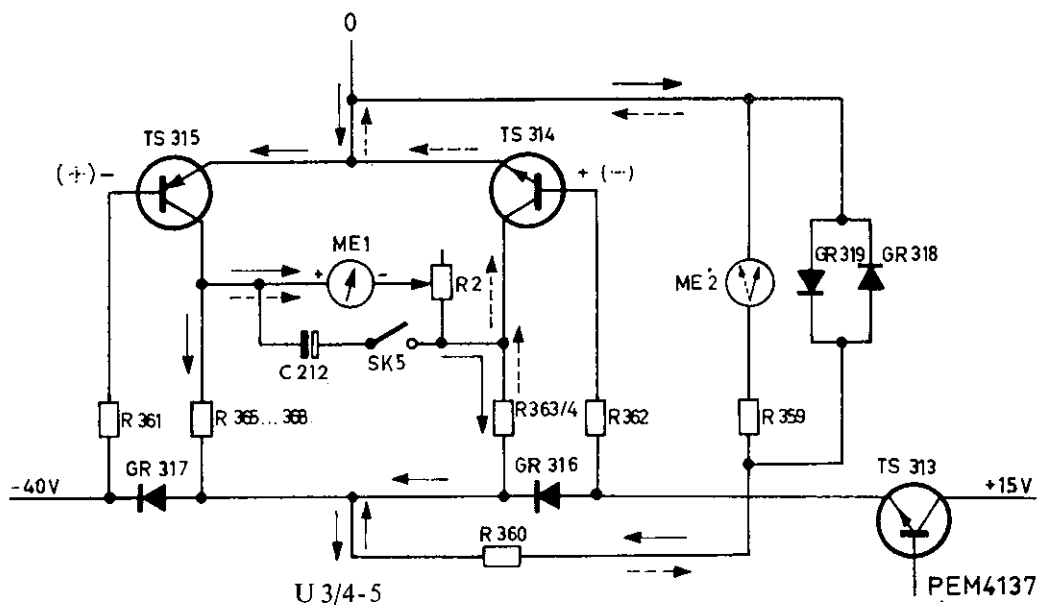 0
TS 315
TS 314
(+) -
+ (-)
ME1
+
-
R2
GR 319
GR 318
ME 2
C 212
SK5
R 361
R 365...368
R 363/4
R 362
R 359
GR 317
GR 316
TS 313
-40V
+15V
R 360
U 3/4-5
PEM4137